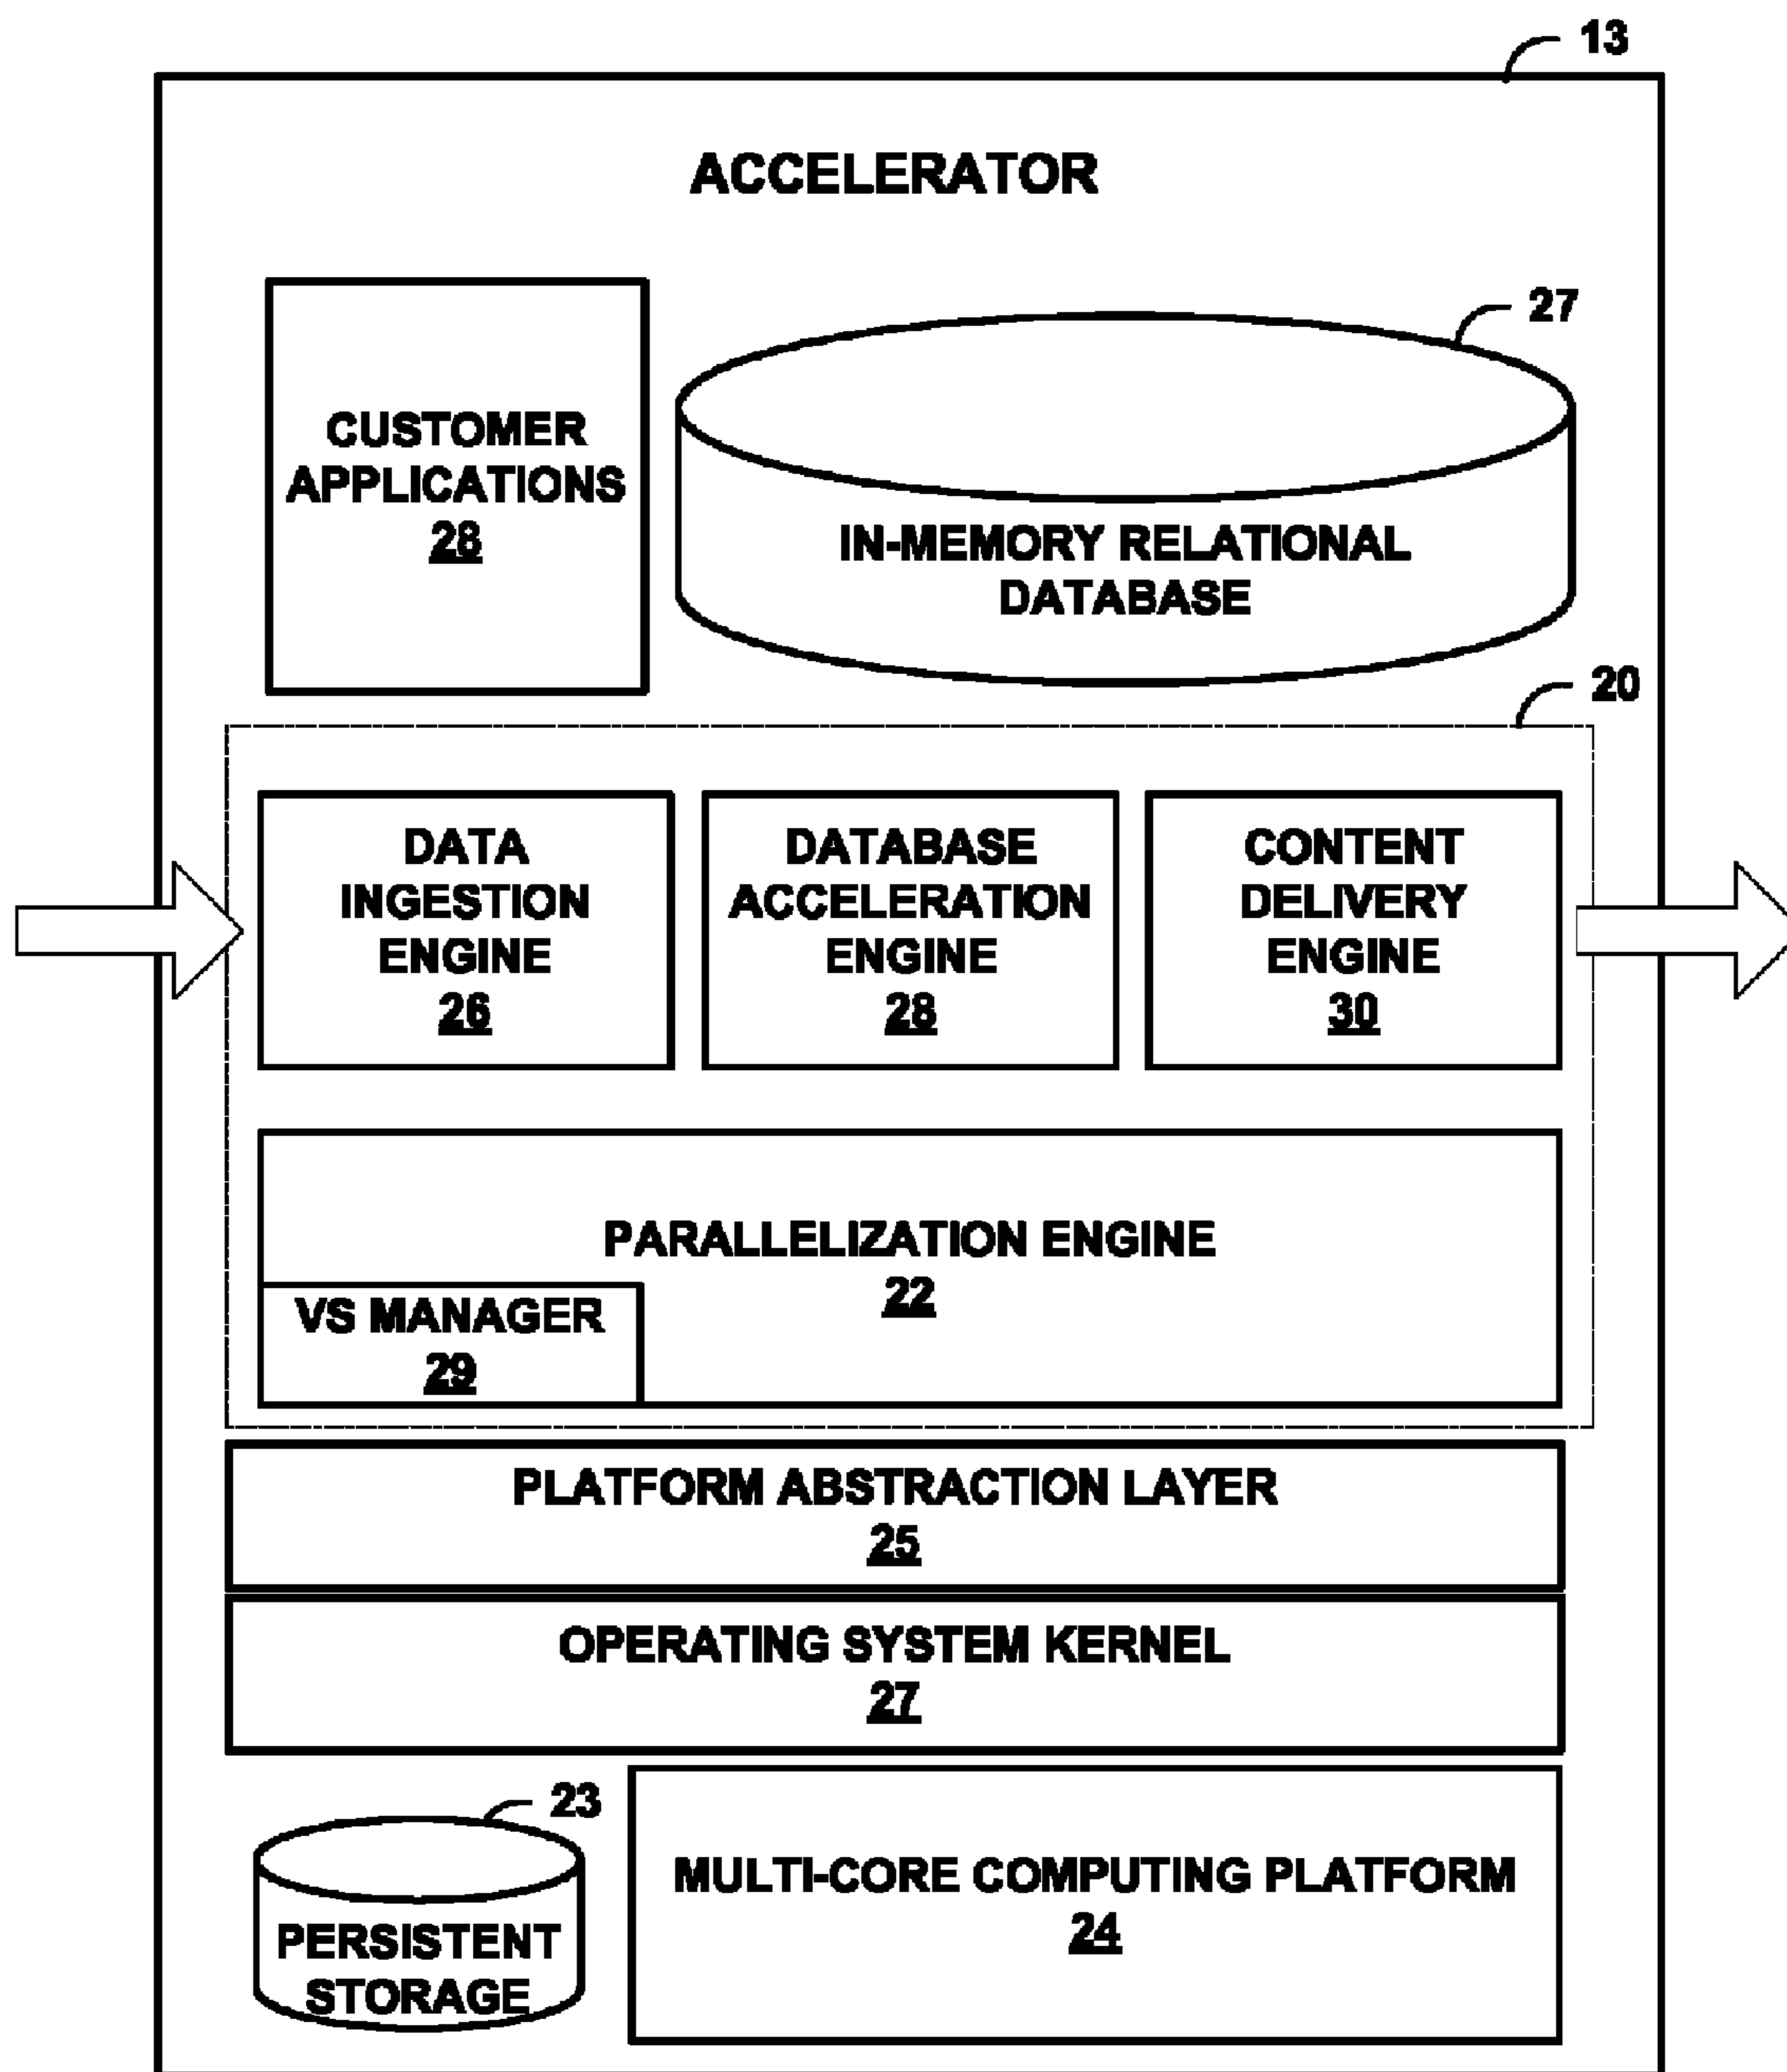 13
ACCELERATOR
27
CUSTOMER
APPLICATIONS
28
IN-MEMORY RELATIONAL
DATABASE
20
DATA
INGESTION
ENGINE
26
DATABASE
ACCELERATION
ENGINE
28
CONTENT
DELIVERY
ENGINE
30
PARALLELIZATION ENGINE
22
VS MANAGER
29
PLATFORM ABSTRACTION LAYER
25
OPERATING SYSTEM KERNEL
27
23
PERSISTENT
STORAGE
MULTI-CORE COMPUTING PLATFORM
24